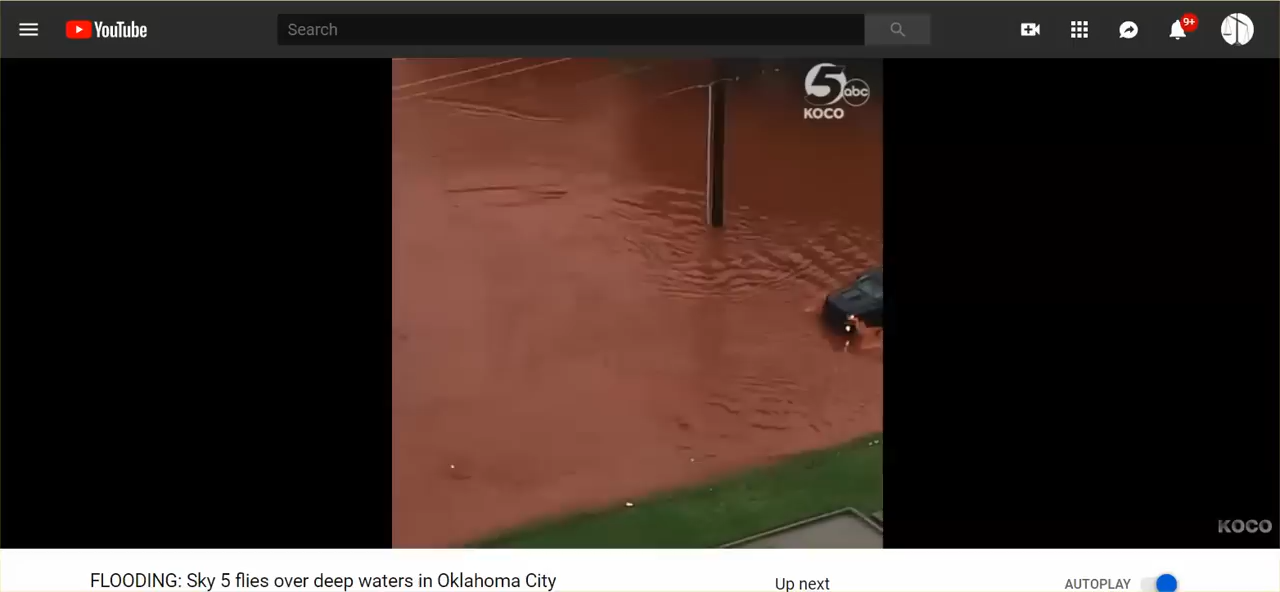 YouTube
Search
9+
5 abc
KOCO
KOCO
FLOODING: Sky 5 flies over deep waters in Oklahoma City
Up next
AUTOPLAY